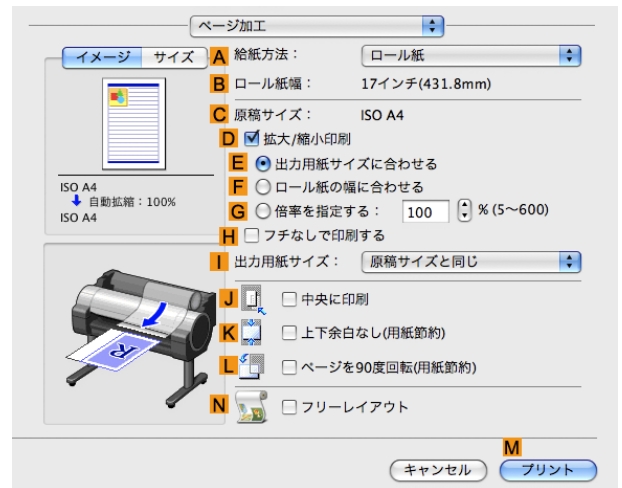 ページ加工
イメージ サイズ
A 給紙方法： ロール紙
B ロール紙幅： 17インチ(431.8mm)
C 原稿サイズ： ISO A4
D 拡大/縮小印刷
E 出力用紙サイズに合わせる
F ロール紙の幅に合わせる
G 倍率を指定する： 100 % (5～600)
ISO A4
自動拡縮：100%
ISO A4
H フチなしで印刷する
I 出力用紙サイズ： 原稿サイズと同じ
J 中央に印刷
K 上下余白なし(用紙節約)
L ページを90度回転(用紙節約)
R
N フリーレイアウト
M
キャンセル プリント